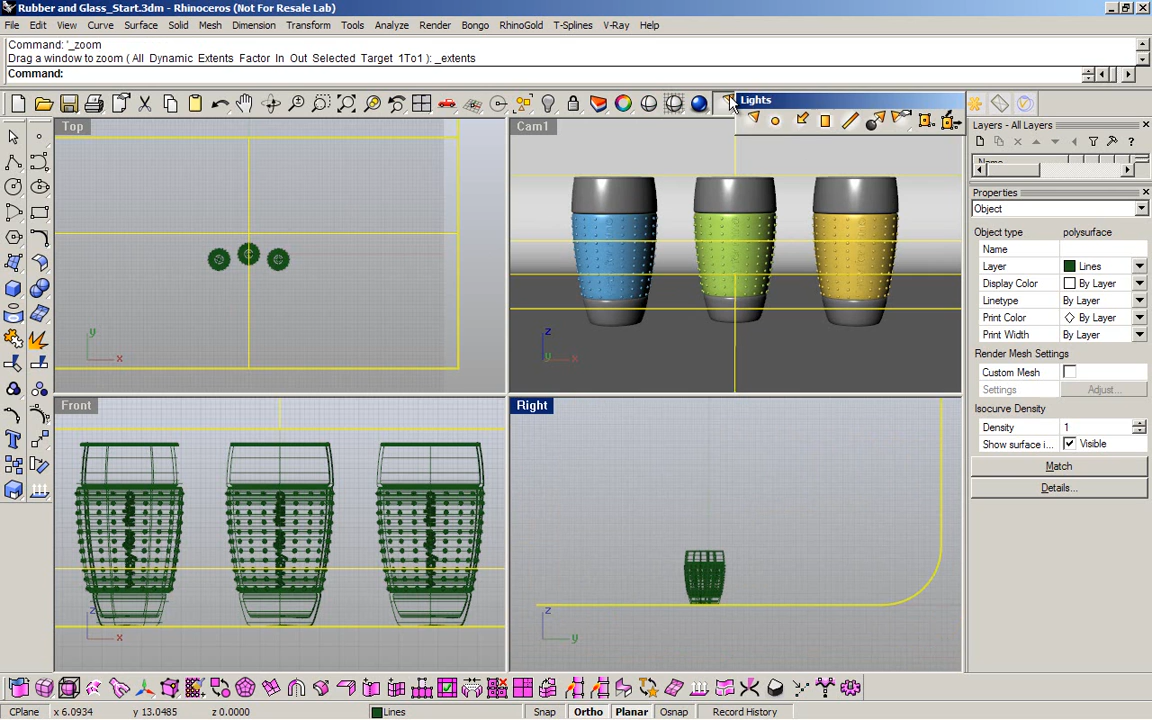 Rubber and Glass_Start.3dm - Rhinoceros (Not For Resale Lab)
File Edit View Curve Surface Solid Mesh Dimension Transform Tools Analyze Render Bongo RhinoGold T-Splines V-Ray Help
Command: '_zoom
Drag a window to zoom ( All Dynamic Extents Factor In Out Selected Target 1To1 ): _extents
Command:
Lights
Top
Cam1
Layers - All Layers
Name
Properties
Object
Object type polysurface
Name
Layer Lines
Display Color By Layer
Linetype By Layer
Print Color By Layer
Print Width By Layer
Render Mesh Settings
Custom Mesh
Settings Adjust...
Isocurve Density
Density 1
Show surface i... Visible
Match
Details...
y
x
z
y x
Front
Right
z
x
z
y
CPlane x 6.0934 y 13.0485 z 0.0000 Lines Snap Ortho Planar Osnap Record History